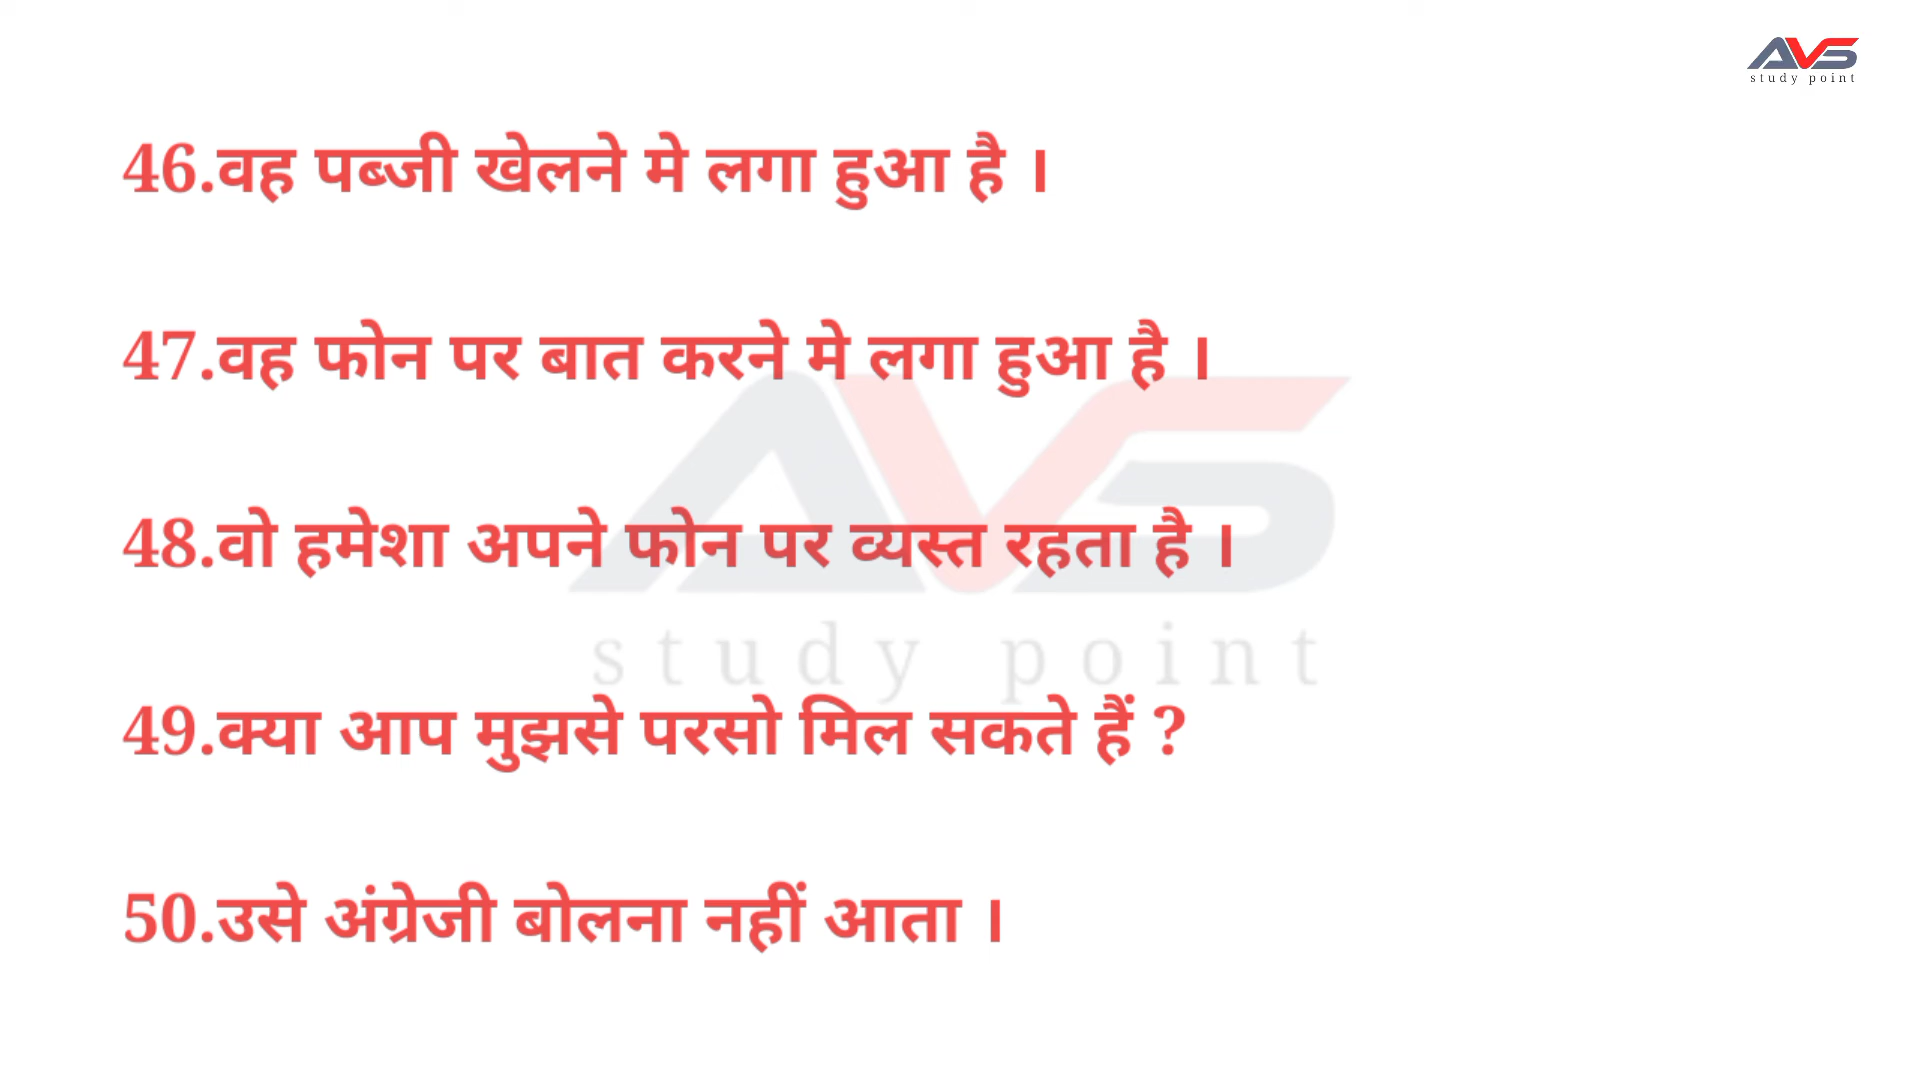 AVS
study point
46.वह पब्जी खेलने मे लगा हुआ है ।
47.वह फोन पर बात करने मे लगा हुआ है ।
48.वो हमेशा अपने फोन पर व्यस्त रहता है ।
AVS
study point
49.क्या आप मुझसे परसो मिल सकते हैं ?
50.उसे अंग्रेजी बोलना नहीं आता ।